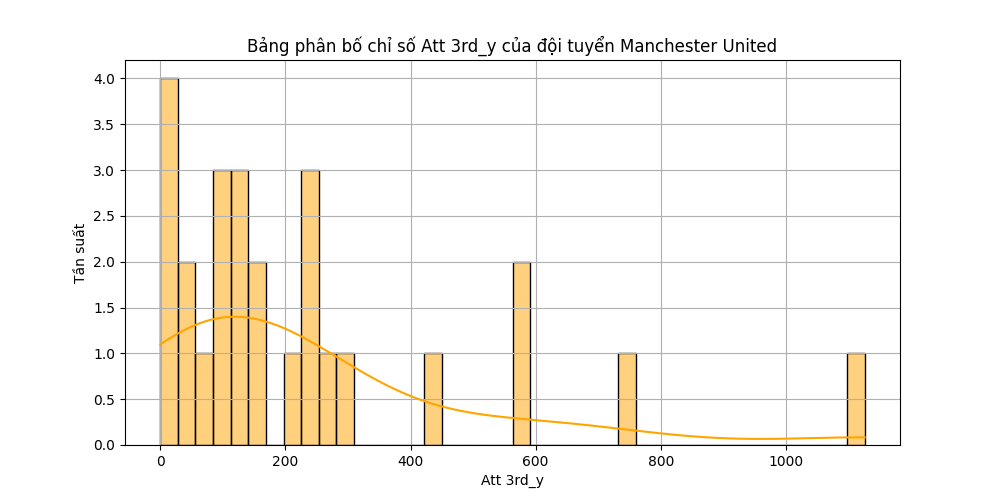 Bảng phân bố chỉ số Att 3rd_y của đội tuyển Manchester United
4.0
3.5
3.0
2.5
2.0
1.5
1.0
0.5
0.0
Tần suất
0 200 400 600 800 1000
Att 3rd_y